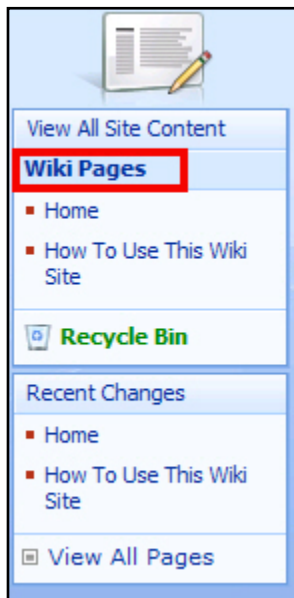 View All Site Content
Wiki Pages
Home
How To Use This Wiki
Site
Recycle Bin
Recent Changes
Home
How To Use This Wiki
Site
View All Pages